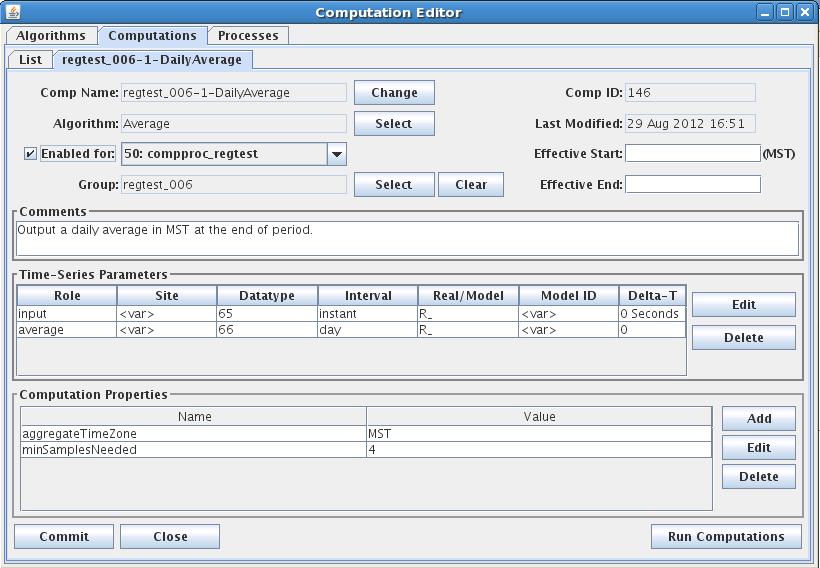 Computation Editor
Algorithms Computations Processes
List regtest_006-1-DailyAverage
Comp Name: regtest_006-1-DailyAverage Change Comp ID: 146
Algorithm: Average Select Last Modified: 29 Aug 2012 16:51
Enabled for: 50: compproc_regtest Effective Start: (MST)
Group: regtest_006 Select Clear Effective End:
Comments
Output a daily average in MST at the end of period.
Time-Series Parameters
Role Site Datatype Interval Real/Model Model ID Delta-T
input <var> 65 instant R_ <var> 0 Seconds
average <var> 66 day R_ <var> 0
Edit
Delete
Computation Properties
Name Value
aggregateTimeZone MST
minSamplesNeeded 4
Add
Edit
Delete
Commit Close Run Computations